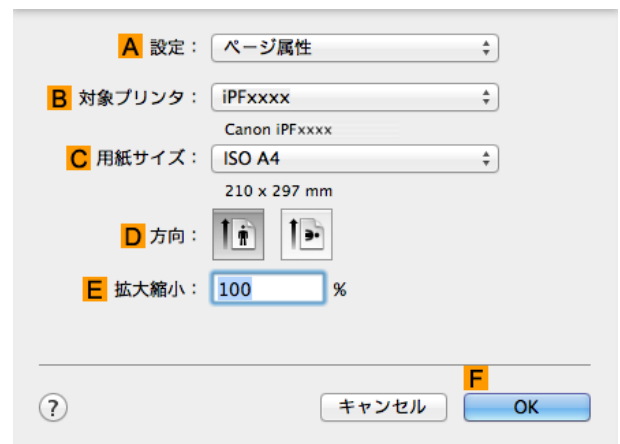 A 設定： ページ属性
B 対象プリンタ： iPFxxxx
Canon iPFxxxx
C 用紙サイズ： ISO A4
210 x 297 mm
D 方向：
E 拡大縮小： 100 %
F
? キャンセル OK